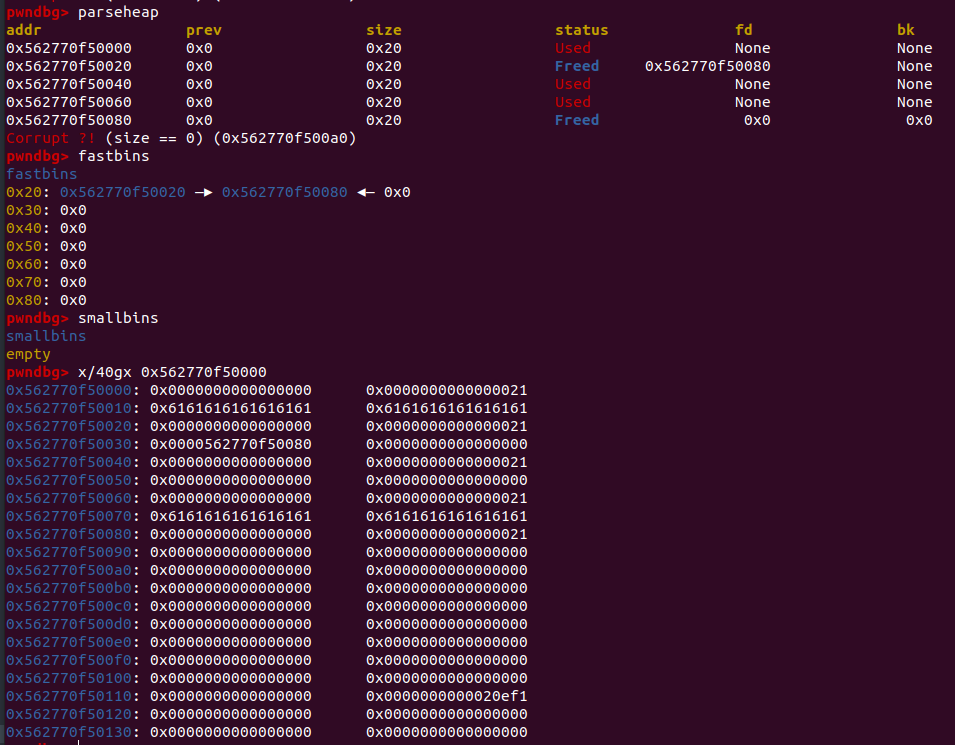 pwndbg> parseheap
addr prev size status fd bk
0x562770f50000 0x0 0x20 Used None None
0x562770f50020 0x0 0x20 Freed 0x562770f50080 None
0x562770f50040 0x0 0x20 Used None None
0x562770f50060 0x0 0x20 Used None None
0x562770f50080 0x0 0x20 Freed 0x0 0x0
Corrupt ?! (size == 0) (0x562770f500a0)
pwndbg> fastbins
fastbins
0x20: 0x562770f50020 —▸ 0x562770f50080 ◂— 0x0
0x30: 0x0
0x40: 0x0
0x50: 0x0
0x60: 0x0
0x70: 0x0
0x80: 0x0
pwndbg> smallbins
smallbins
empty
pwndbg> x/40gx 0x562770f50000
0x562770f50000: 0x0000000000000000 0x0000000000000021
0x562770f50010: 0x6161616161616161 0x6161616161616161
0x562770f50020: 0x0000000000000000 0x0000000000000021
0x562770f50030: 0x0000562770f50080 0x0000000000000000
0x562770f50040: 0x0000000000000000 0x0000000000000021
0x562770f50050: 0x0000000000000000 0x0000000000000000
0x562770f50060: 0x0000000000000000 0x0000000000000021
0x562770f50070: 0x6161616161616161 0x6161616161616161
0x562770f50080: 0x0000000000000000 0x0000000000000021
0x562770f50090: 0x0000000000000000 0x0000000000000000
0x562770f500a0: 0x0000000000000000 0x0000000000000000
0x562770f500b0: 0x0000000000000000 0x0000000000000000
0x562770f500c0: 0x0000000000000000 0x0000000000000000
0x562770f500d0: 0x0000000000000000 0x0000000000000000
0x562770f500e0: 0x0000000000000000 0x0000000000000000
0x562770f500f0: 0x0000000000000000 0x0000000000000000
0x562770f50100: 0x0000000000000000 0x0000000000000000
0x562770f50110: 0x0000000000000000 0x0000000000020ef1
0x562770f50120: 0x0000000000000000 0x0000000000000000
0x562770f50130: 0x0000000000000000 0x0000000000000000